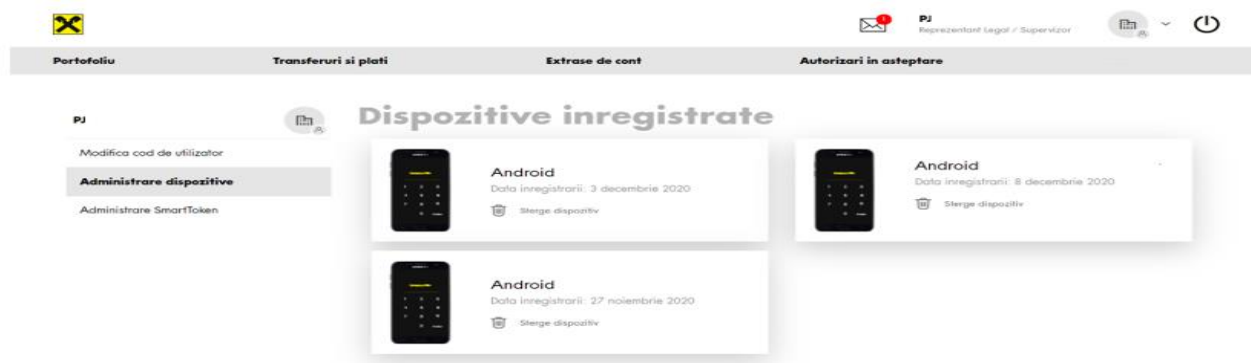 1
PJ
Reprezentant Legal / Supervizor
Portofoliu
Transferuri si plati
Extrase de cont
Autorizari in asteptare
PJ
Modifica cod de utilizator
Administrare dispozitive
Administrare SmartToken
Dispozitive inregistrate
Android
Data inregistrarii: 3 decembrie 2020
Sterge dispozitiv
Android
Data inregistrarii: 8 decembrie 2020
Sterge dispozitiv
Android
Data inregistrarii: 27 noiembrie 2020
Sterge dispozitiv